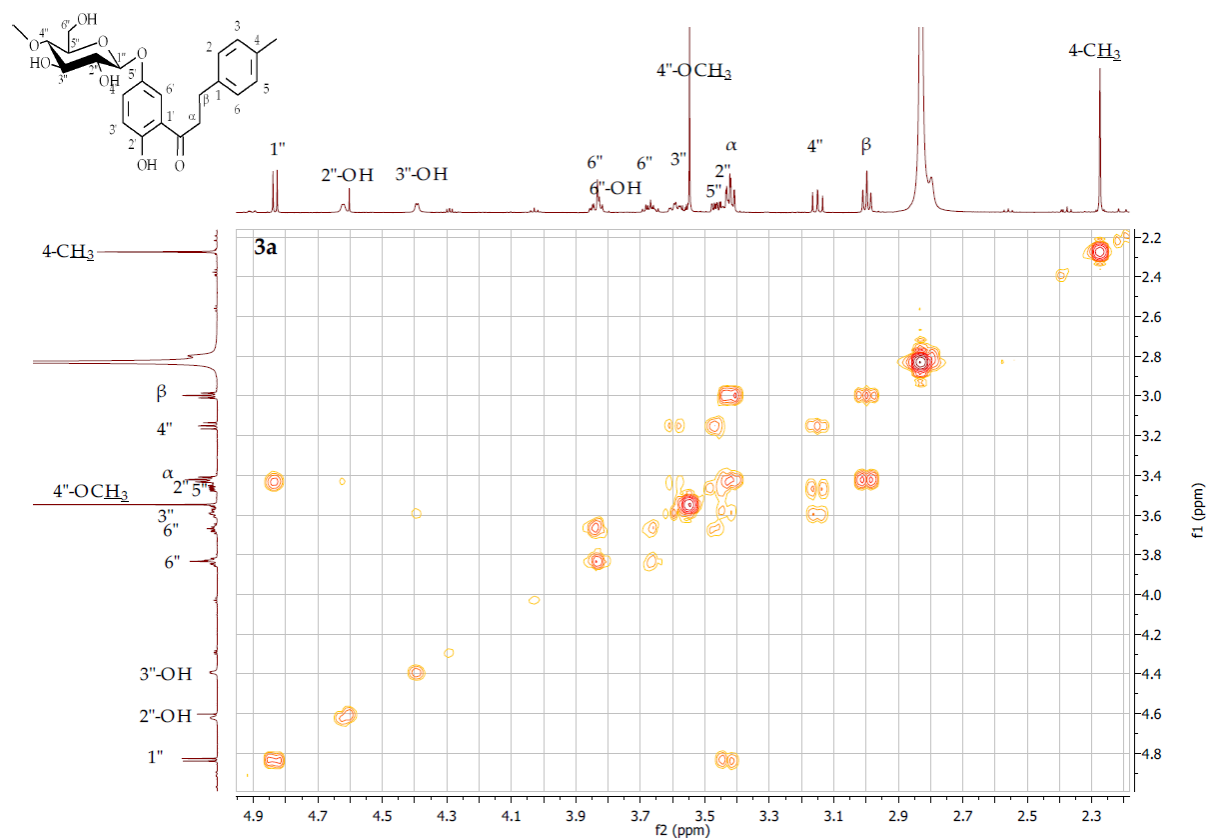 6" OH
4" O
5" O
HO 3"
2" OH
1" O
5'
4'
3'
2'
OH
1'
6'
O
α
β
1
2
3
4
5
6
1"
2"-OH
3"-OH
6"
6"-OH
6"
3"
4"-OCH3
5"
2"
α
4"
β
4-CH3
3a
4-CH3
β
4"
α
2" 5"
4"-OCH3
3"
6"
6"
3"-OH
2"-OH
1"
2.2
2.4
2.6
2.8
3.0
3.2
3.4
3.6
3.8
4.0
4.2
4.4
4.6
4.8
f1 (ppm)
4.9 4.7 4.5 4.3 4.1 3.9 3.7 3.5 3.3 3.1 2.9 2.7 2.5 2.3
f2 (ppm)